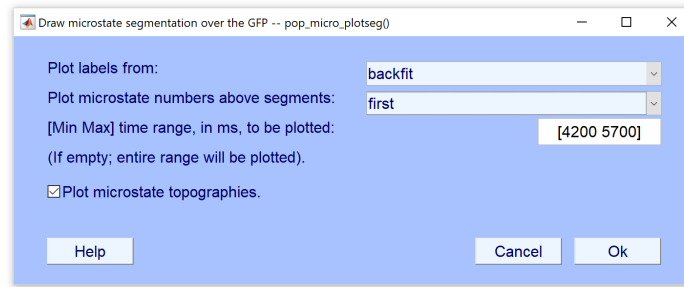 Draw microstate segmentation over the GFP -- pop_micro_plotseg()
Plot labels from:
backfit
Plot microstate numbers above segments:
first
[Min Max] time range, in ms, to be plotted:
[4200 5700]
(If empty; entire range will be plotted).
Plot microstate topographies.
Help
Cancel
Ok